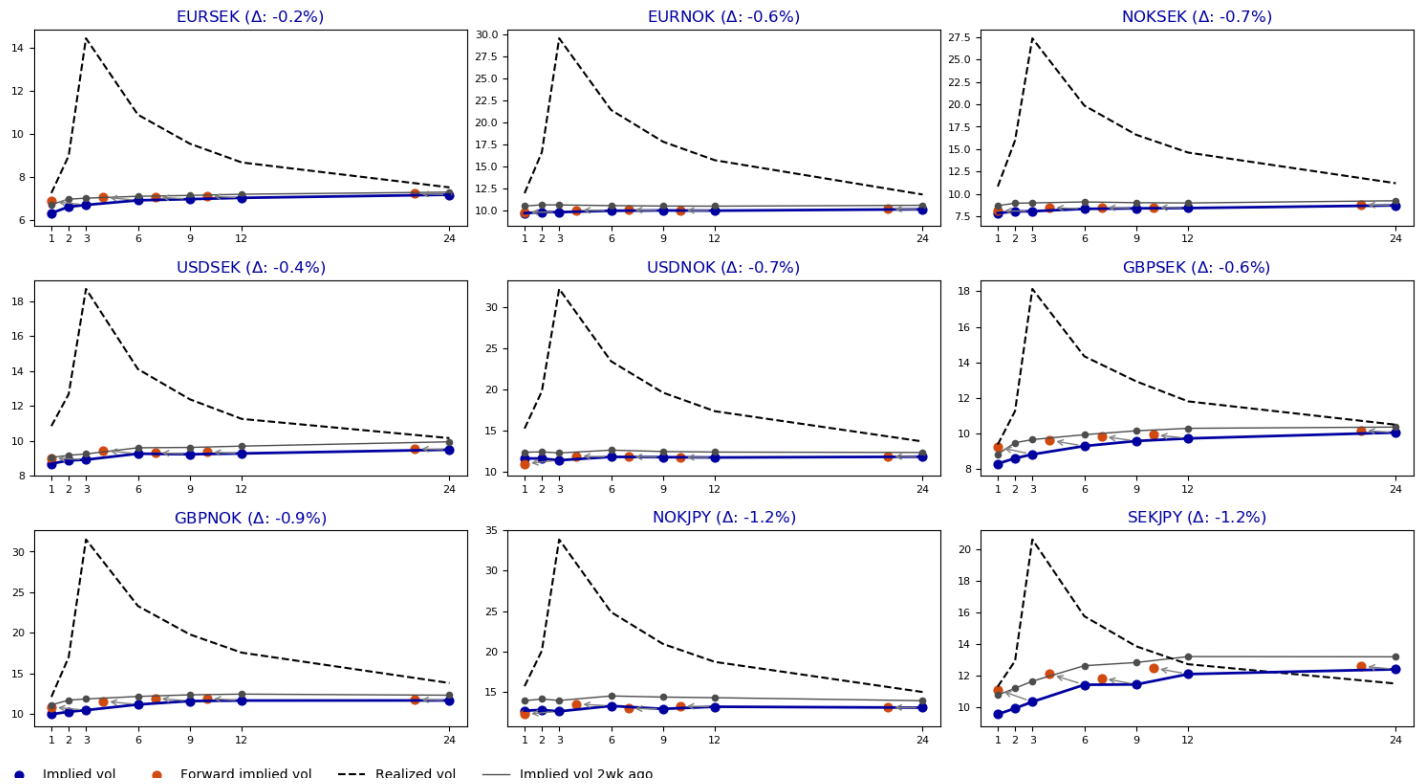 EURSEK (Δ: -0.2%)
EURNOK (Δ: -0.6%)
NOKSEK (Δ: -0.7%)
14
12
10
8
6
1 2 3 6 9 12 24
30.0
27.5
25.0
22.5
20.0
17.5
15.0
12.5
10.0
1 2 3 6 9 12 24
27.5
25.0
22.5
20.0
17.5
15.0
12.5
10.0
7.5
1 2 3 6 9 12 24
USDSEK (Δ: -0.4%)
USDNOK (Δ: -0.7%)
GBPSEK (Δ: -0.6%)
18
16
14
12
10
8
1 2 3 6 9 12 24
30
25
20
15
10
1 2 3 6 9 12 24
18
16
14
12
10
8
1 2 3 6 9 12 24
GBPNOK (Δ: -0.9%)
NOKJPY (Δ: -1.2%)
SEKJPY (Δ: -1.2%)
30
25
20
15
10
1 2 3 6 9 12 24
35
30
25
20
15
1 2 3 6 9 12 24
20
18
16
14
12
10
1 2 3 6 9 12 24
Implied vol Forward implied vol Realized vol Implied vol 2wk ago